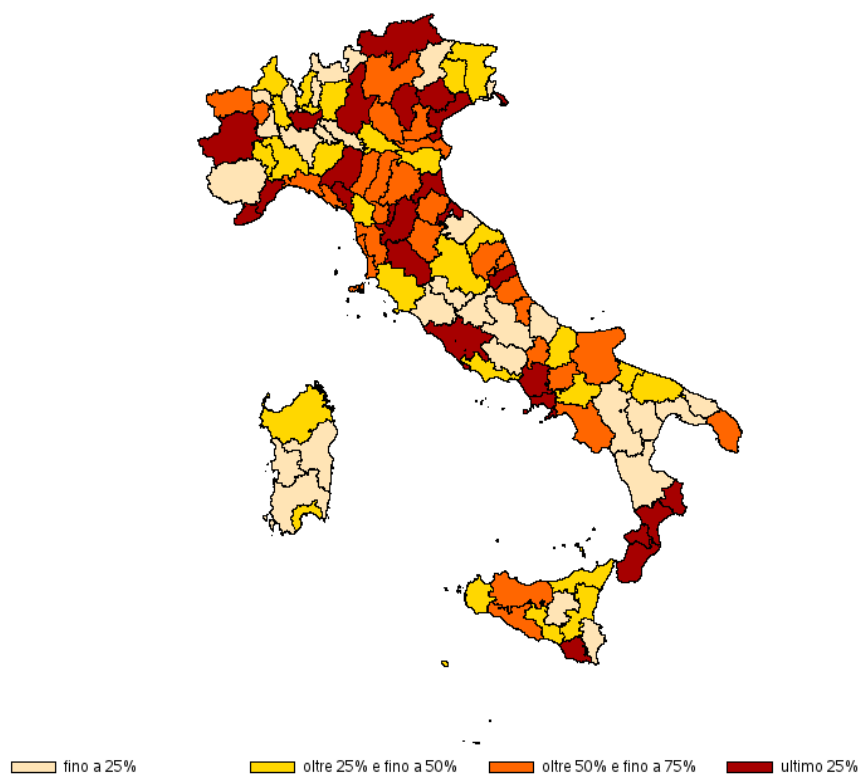 fino a 25%
oltre 25% e fino a 50%
oltre 50% e fino a 75%
ultimo 25%